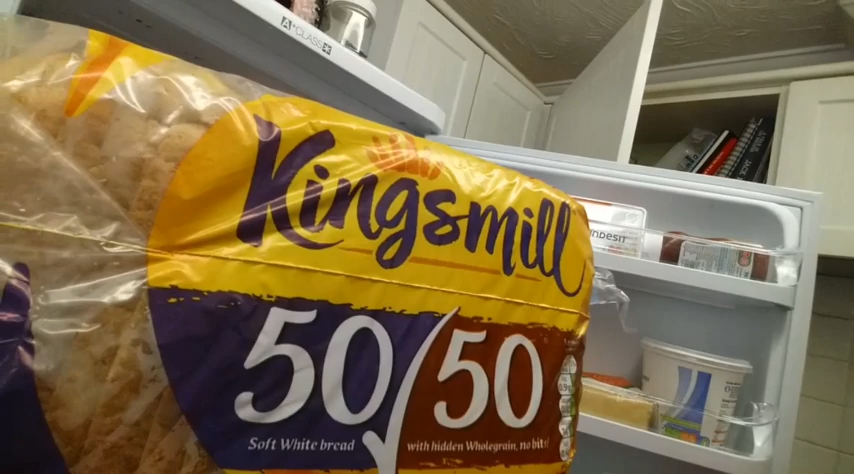 A+CLASS
Kingsmill
INDESIT
50/50
Soft White bread
with hidden Wholegrain, no bits!